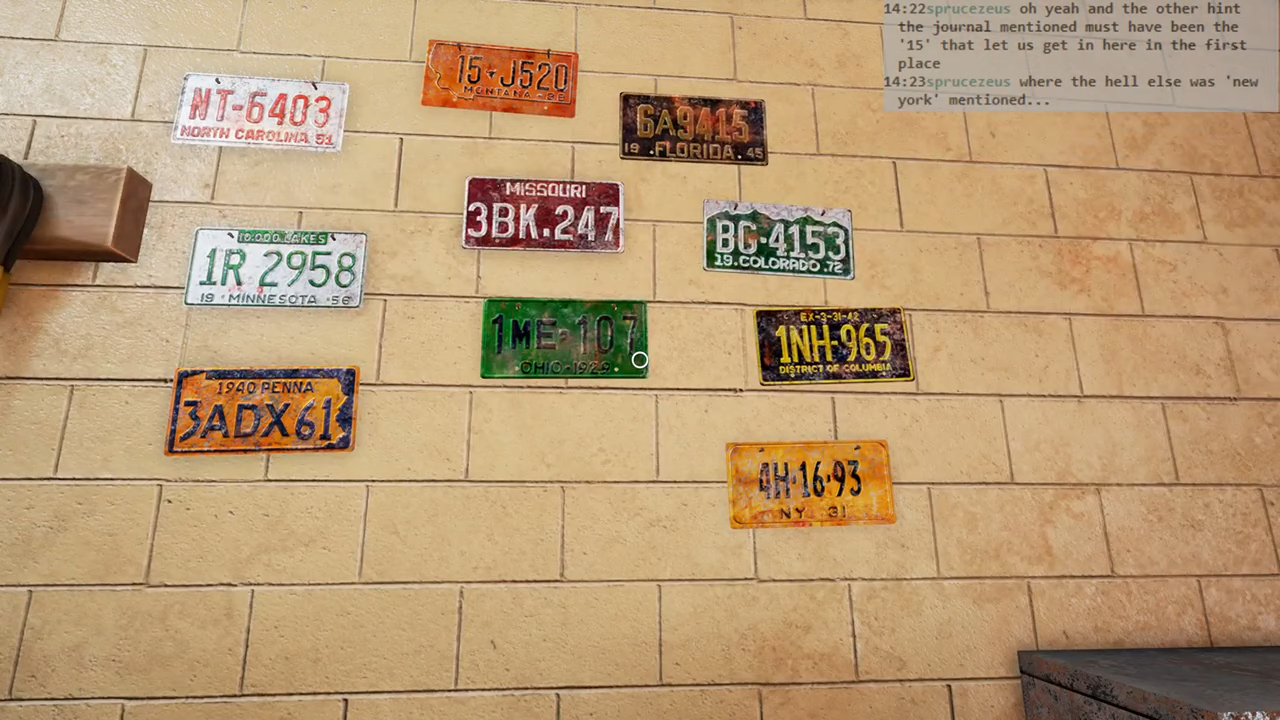 14:22sprucezeus oh yeah and the other hint
the journal mentioned must have been the
'15' that let us get in here in the first
place
14:23sprucezeus where the hell else was 'new
york' mentioned...
15 J520
MONTANA - 28
NT-6403
NORTH CAROLINA 51
6A9415
19 . FLORIDA . 45
MISSOURI
3BK.247
BG-4153
19.COLORADO.72
10,000 LAKES
1R 2958
19 • MINNESOTA • 56
1ME-107
OHIO-1929
EX-3-31-42
1NH-965
DISTRICT OF COLUMBIA
1940 PENNA
3ADX61
4H-16-93
NY 31